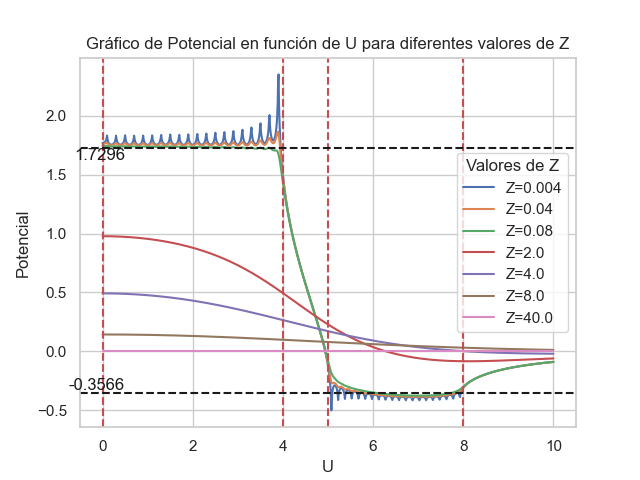 Gráfico de Potencial en función de U para diferentes valores de Z
Potencial
2.0
1.5
1.0
0.5
0.0
−0.5
1.7296
-0.3566
Valores de Z
Z=0.004
Z=0.04
Z=0.08
Z=2.0
Z=4.0
Z=8.0
Z=40.0
0
2
4
6
8
10
U